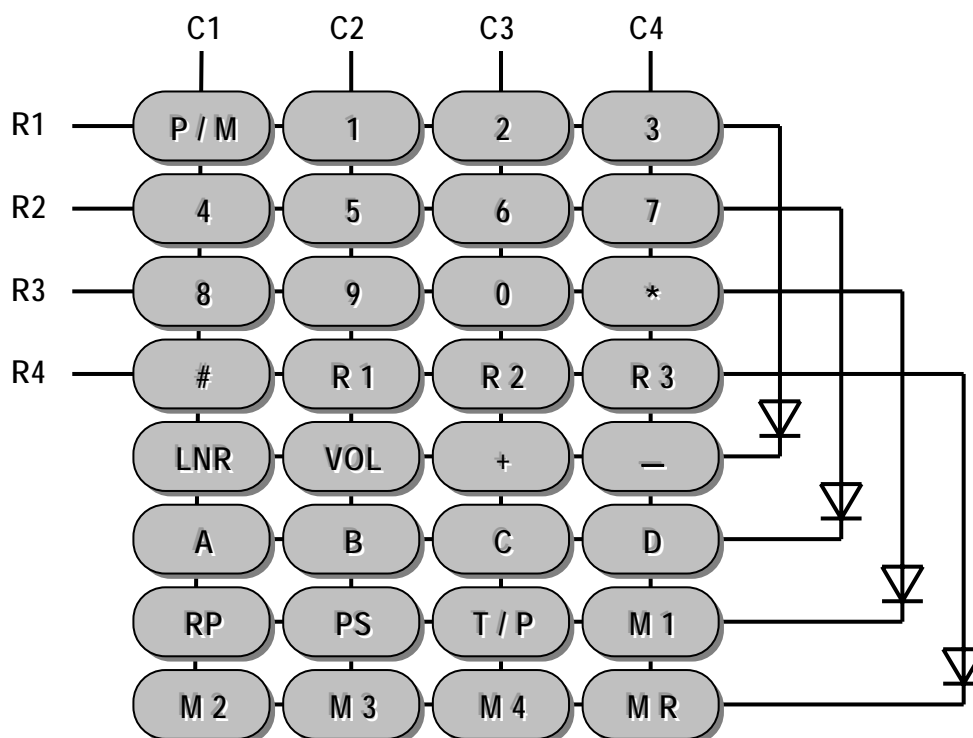 C1 C2 C3 C4
R1 P / M 1 2 3
R2 4 5 6 7
R3 8 9 0 *
R4 # R 1 R 2 R 3
LNR VOL + –
A B C D
RP PS T / P M 1
M 2 M 3 M 4 M R